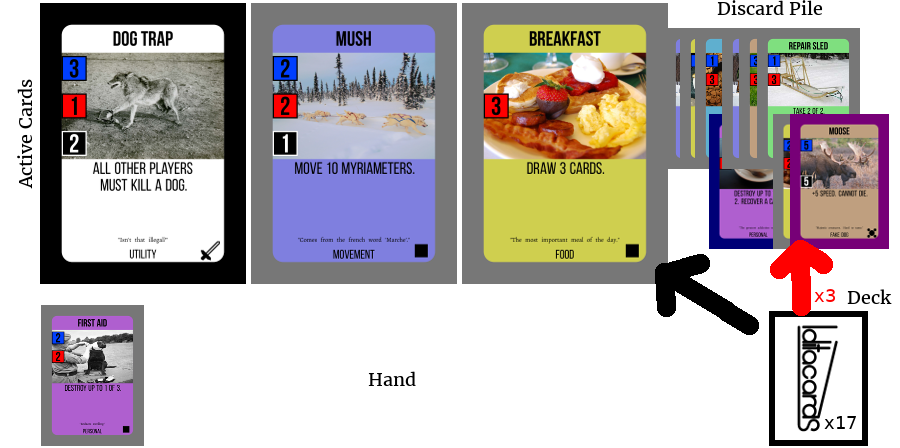 Discard Pile
Active Cards
DOG TRAP
3
1
2
ALL OTHER PLAYERS
MUST KILL A DOG.
"Isn't that illegal?"
UTILITY
MUSH
2
2
1
MOVE 10 MYRIAMETERS.
"Comes from the french word 'Marche'."
MOVEMENT
BREAKFAST
3
DRAW 3 CARDS.
"The most important meal of the day."
FOOD
REPAIR SLED
1
3
TAKE 2 OF 2
DESTROY UP TO
2. RECOVER A CA
PERSONAL
MOOSE
5
5
+5 SPEED. CANNOT DIE.
FAKE DOG
x3
Deck
ditacards
x17
FIRST AID
2
2
DESTROY UP TO 1 OF 3.
PERSONAL
Hand